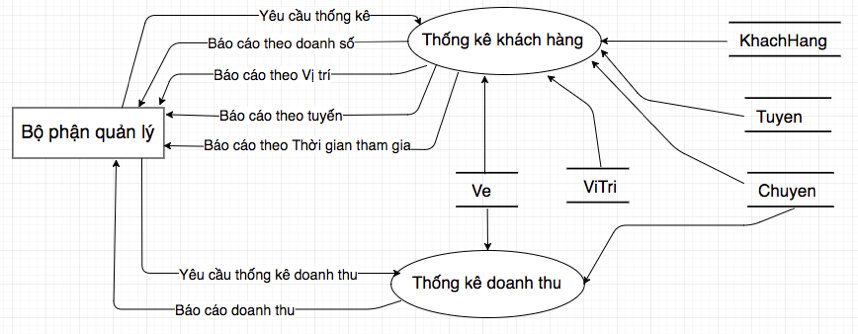 Yêu cầu thống kê
Báo cáo theo doanh số
Thống kê khách hàng
KhachHang
Báo cáo theo Vị trí
Báo cáo theo tuyến
Tuyen
Bộ phận quản lý
Báo cáo theo Thời gian tham gia
Ve
ViTri
Chuyen
Yêu cầu thống kê doanh thu
Thống kê doanh thu
Báo cáo doanh thu